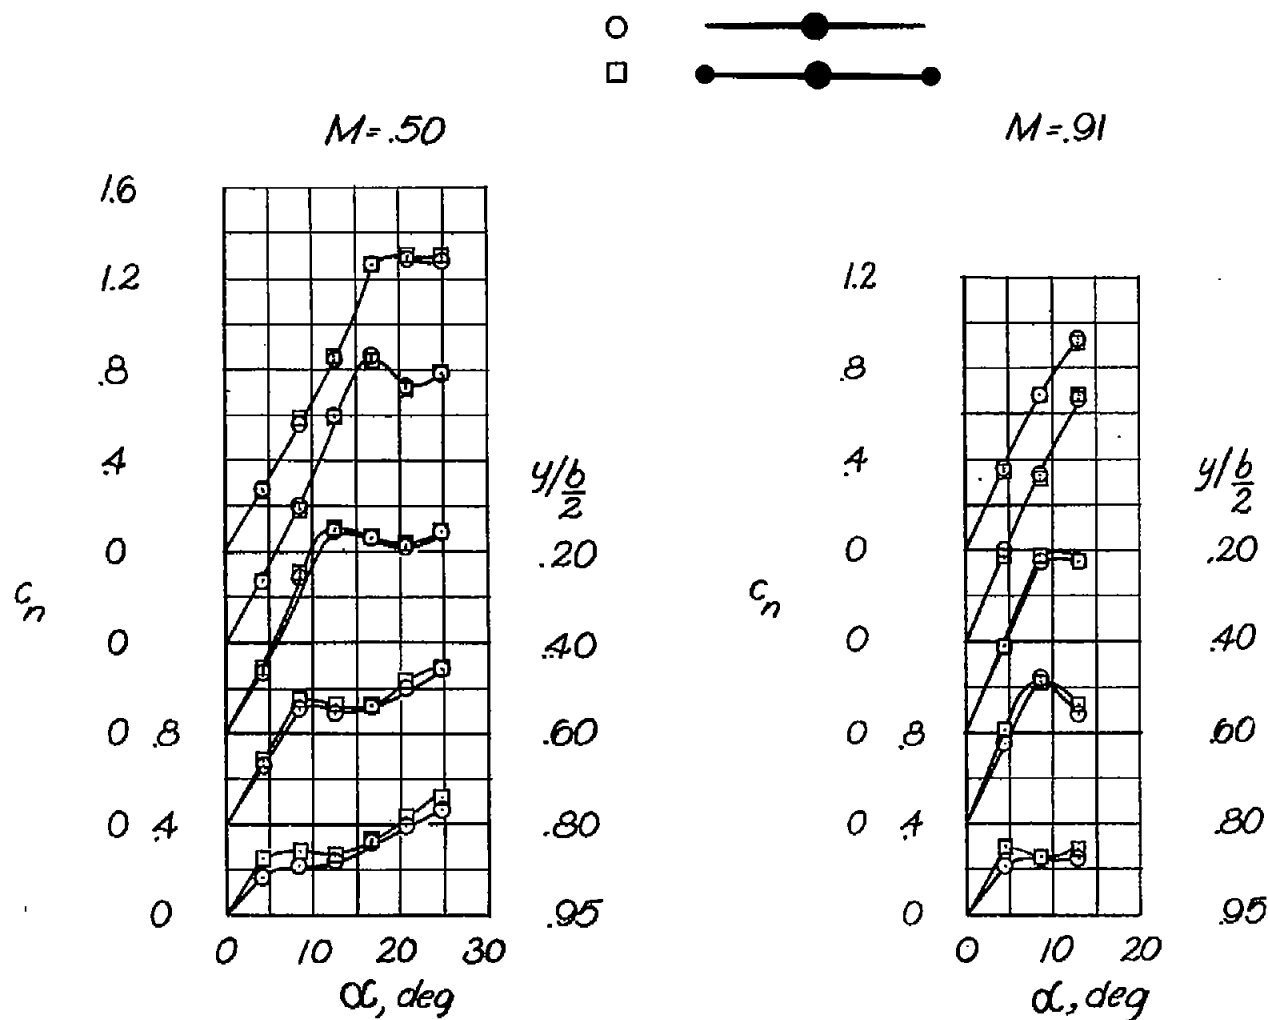 M=.50 M=.91
1.6
1.2 1.2
.8 .8
.4 .4
y/b/2 y/b/2
0 .20 0 .20
cn cn
0 .40 0 .40
0 .8 .60 0 .8 .60
0 .4 .80 0 .4 .80
0 .95 0 .95
0 10 20 30 0 10 20
α, deg α, deg